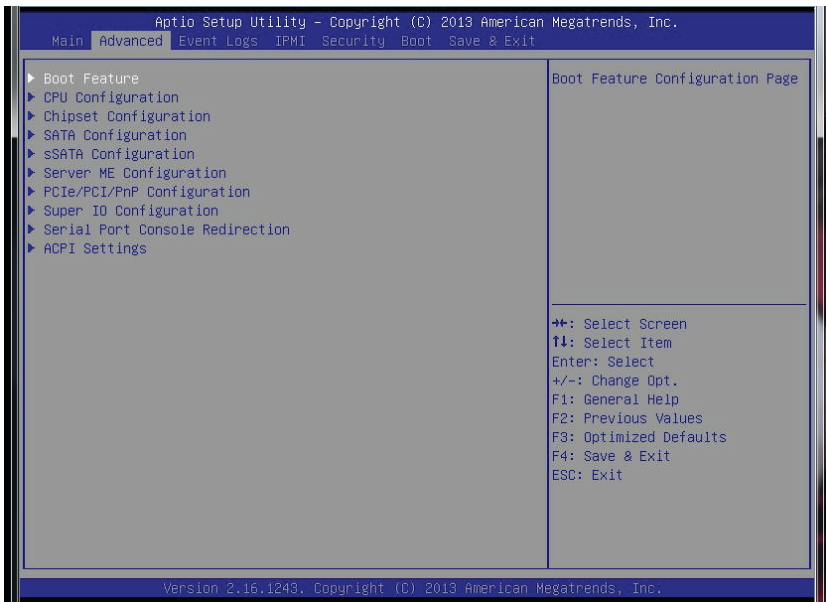 Aptio Setup Utility – Copyright (C) 2013 American Megatrends, Inc.
Main Advanced Event Logs IPMI Security Boot Save & Exit
Boot Feature
CPU Configuration
Chipset Configuration
SATA Configuration
sSATA Configuration
Server ME Configuration
PCIe/PCI/PnP Configuration
Super IO Configuration
Serial Port Console Redirection
ACPI Settings
Boot Feature Configuration Page
→←: Select Screen
↑↓: Select Item
Enter: Select
+/-: Change Opt.
F1: General Help
F2: Previous Values
F3: Optimized Defaults
F4: Save & Exit
ESC: Exit
Version 2.16.1243. Copyright (C) 2013 American Megatrends, Inc.